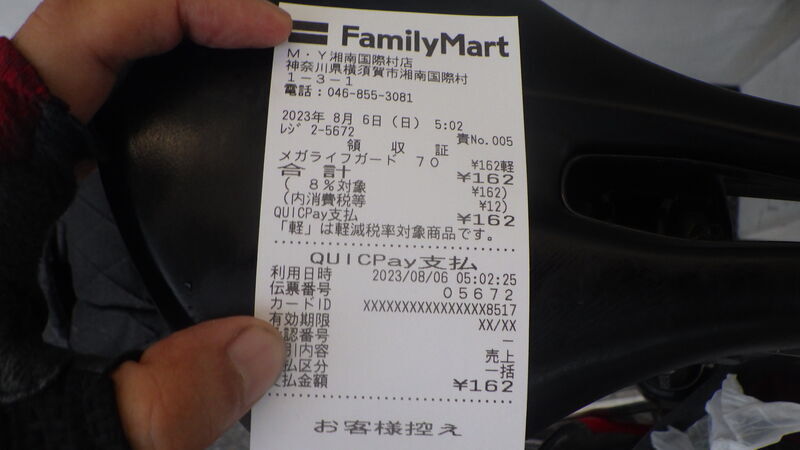 FamilyMart
M・Y湘南国際村店
神奈川県横須賀市湘南国際村
1-3-1
電話:046-855-3081
2023年 8月 6日(日) 5:02
レジ 2-5672 責No.005
領収証
メガライフガード 70 ¥162軽
合計 ¥162
( 8%対象 ¥162)
(内消費税等 ¥12)
QUICPay支払 ¥162
「軽」は軽減税率対象商品です。
QUICPay支払
利用日時 2023/08/06 05:02:25
伝票番号 05672
カードID XXXXXXXXXXXXXXXX8517
有効期限 XX/XX
認番号 -
引内容 売上
払区分 一括
払金額 ¥162
お客様控え